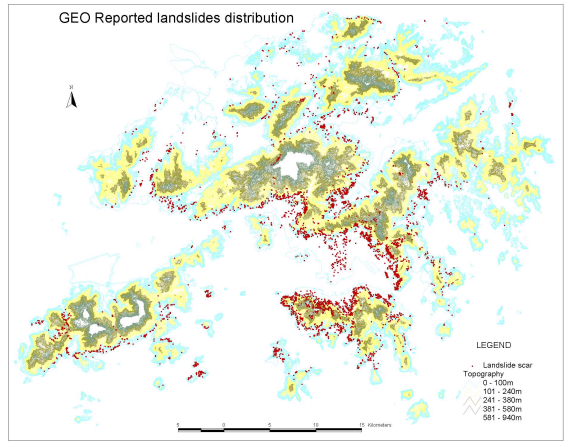 GEO Reported landslides distribution
N
LEGEND
Landslide scar
Topography
0 - 100m
101 - 240m
241 - 380m
381 - 580m
581 - 940m
5 0 5 10 15 Kilometers